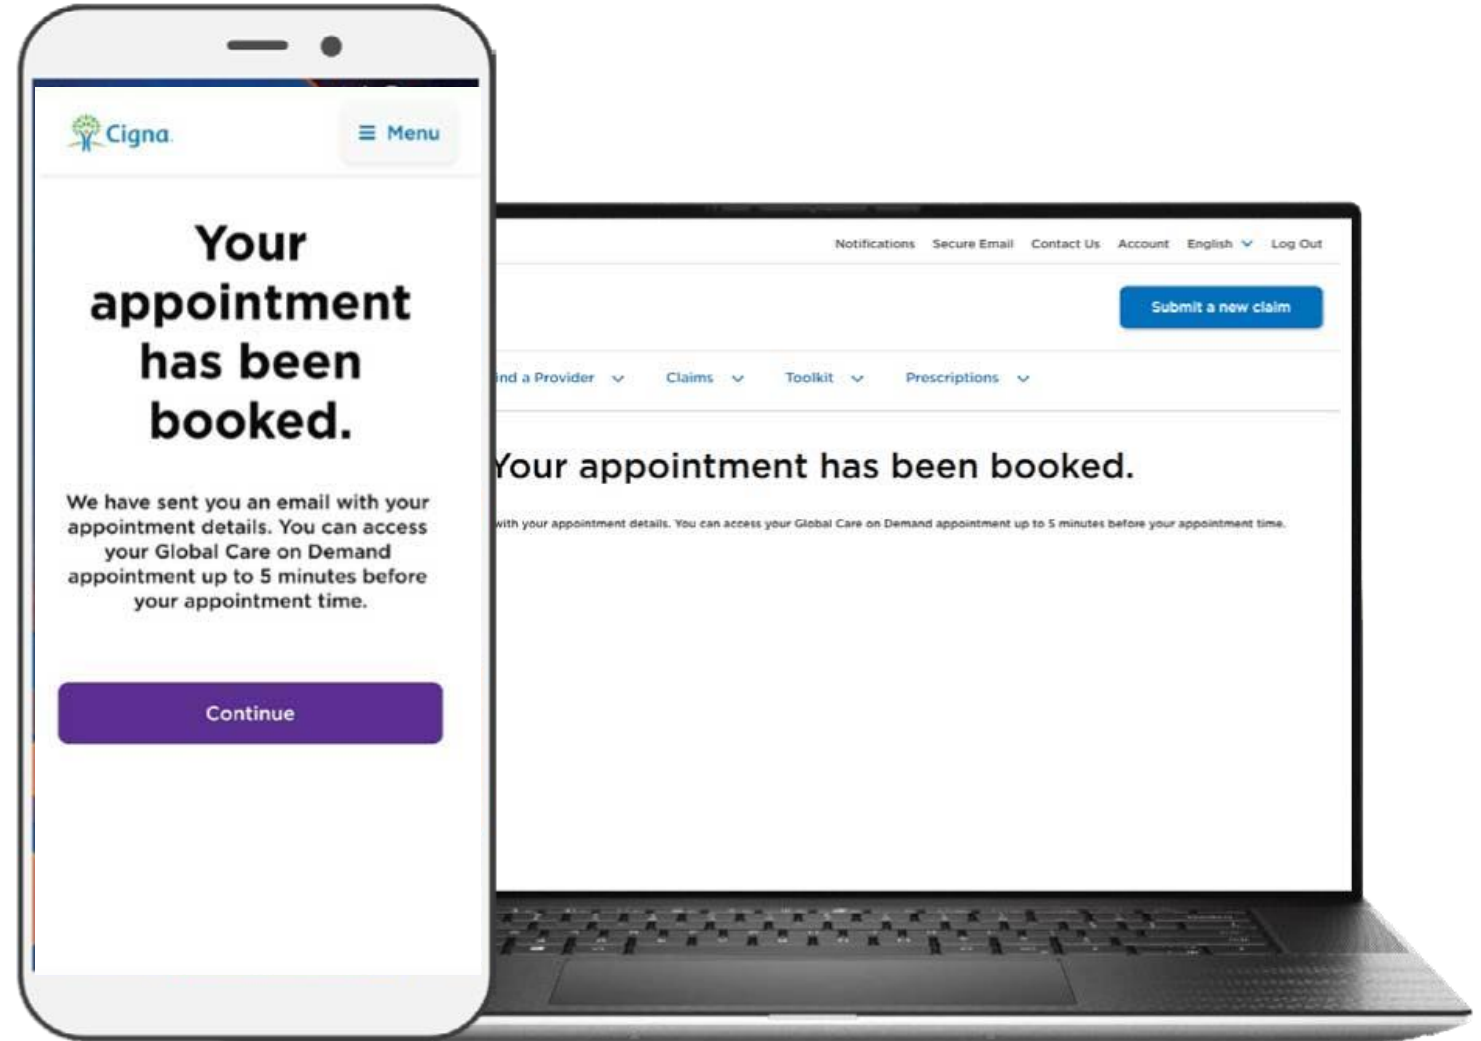 Cigna.
Menu
Your
appointment
has been
booked.
We have sent you an email with your
appointment details. You can access
your Global Care on Demand
appointment up to 5 minutes before
your appointment time.
Continue
Notifications Secure Email Contact Us Account English Log Out
Submit a new claim
ind a Provider Claims Toolkit Prescriptions
Your appointment has been booked.
with your appointment details. You can access your Global Care on Demand appointment up to 5 minutes before your appointment time.